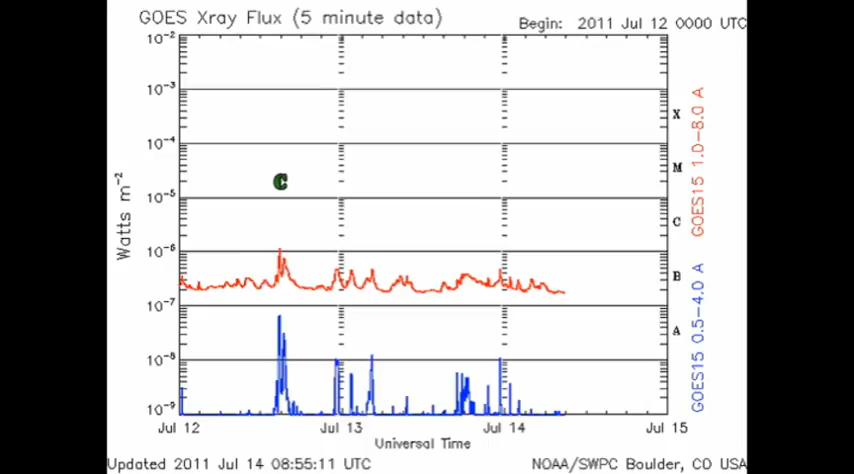 GOES Xray Flux (5 minute data)
Begin: 2011 Jul 12 0000 UTC
10-2
10-3
10-4
10-5
10-6
10-7
10-8
10-9
Watts m-2
C
X
M
C
B
A
GOES15 1.0-8.0 A
GOES15 0.5-4.0 A
Jul 12
Jul 13
Jul 14
Jul 15
Universal Time
Updated 2011 Jul 14 08:55:11 UTC
NOAA/SWPC Boulder, CO USA